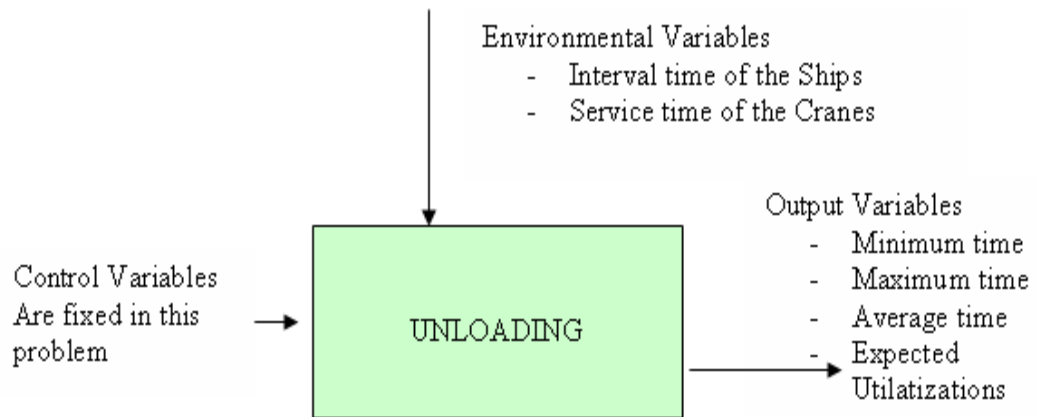 Environmental Variables
- Interval time of the Ships
- Service time of the Cranes
Output Variables
- Minimum time
- Maximum time
- Average time
- Expected
Utilatizations
Control Variables
Are fixed in this
problem
UNLOADING